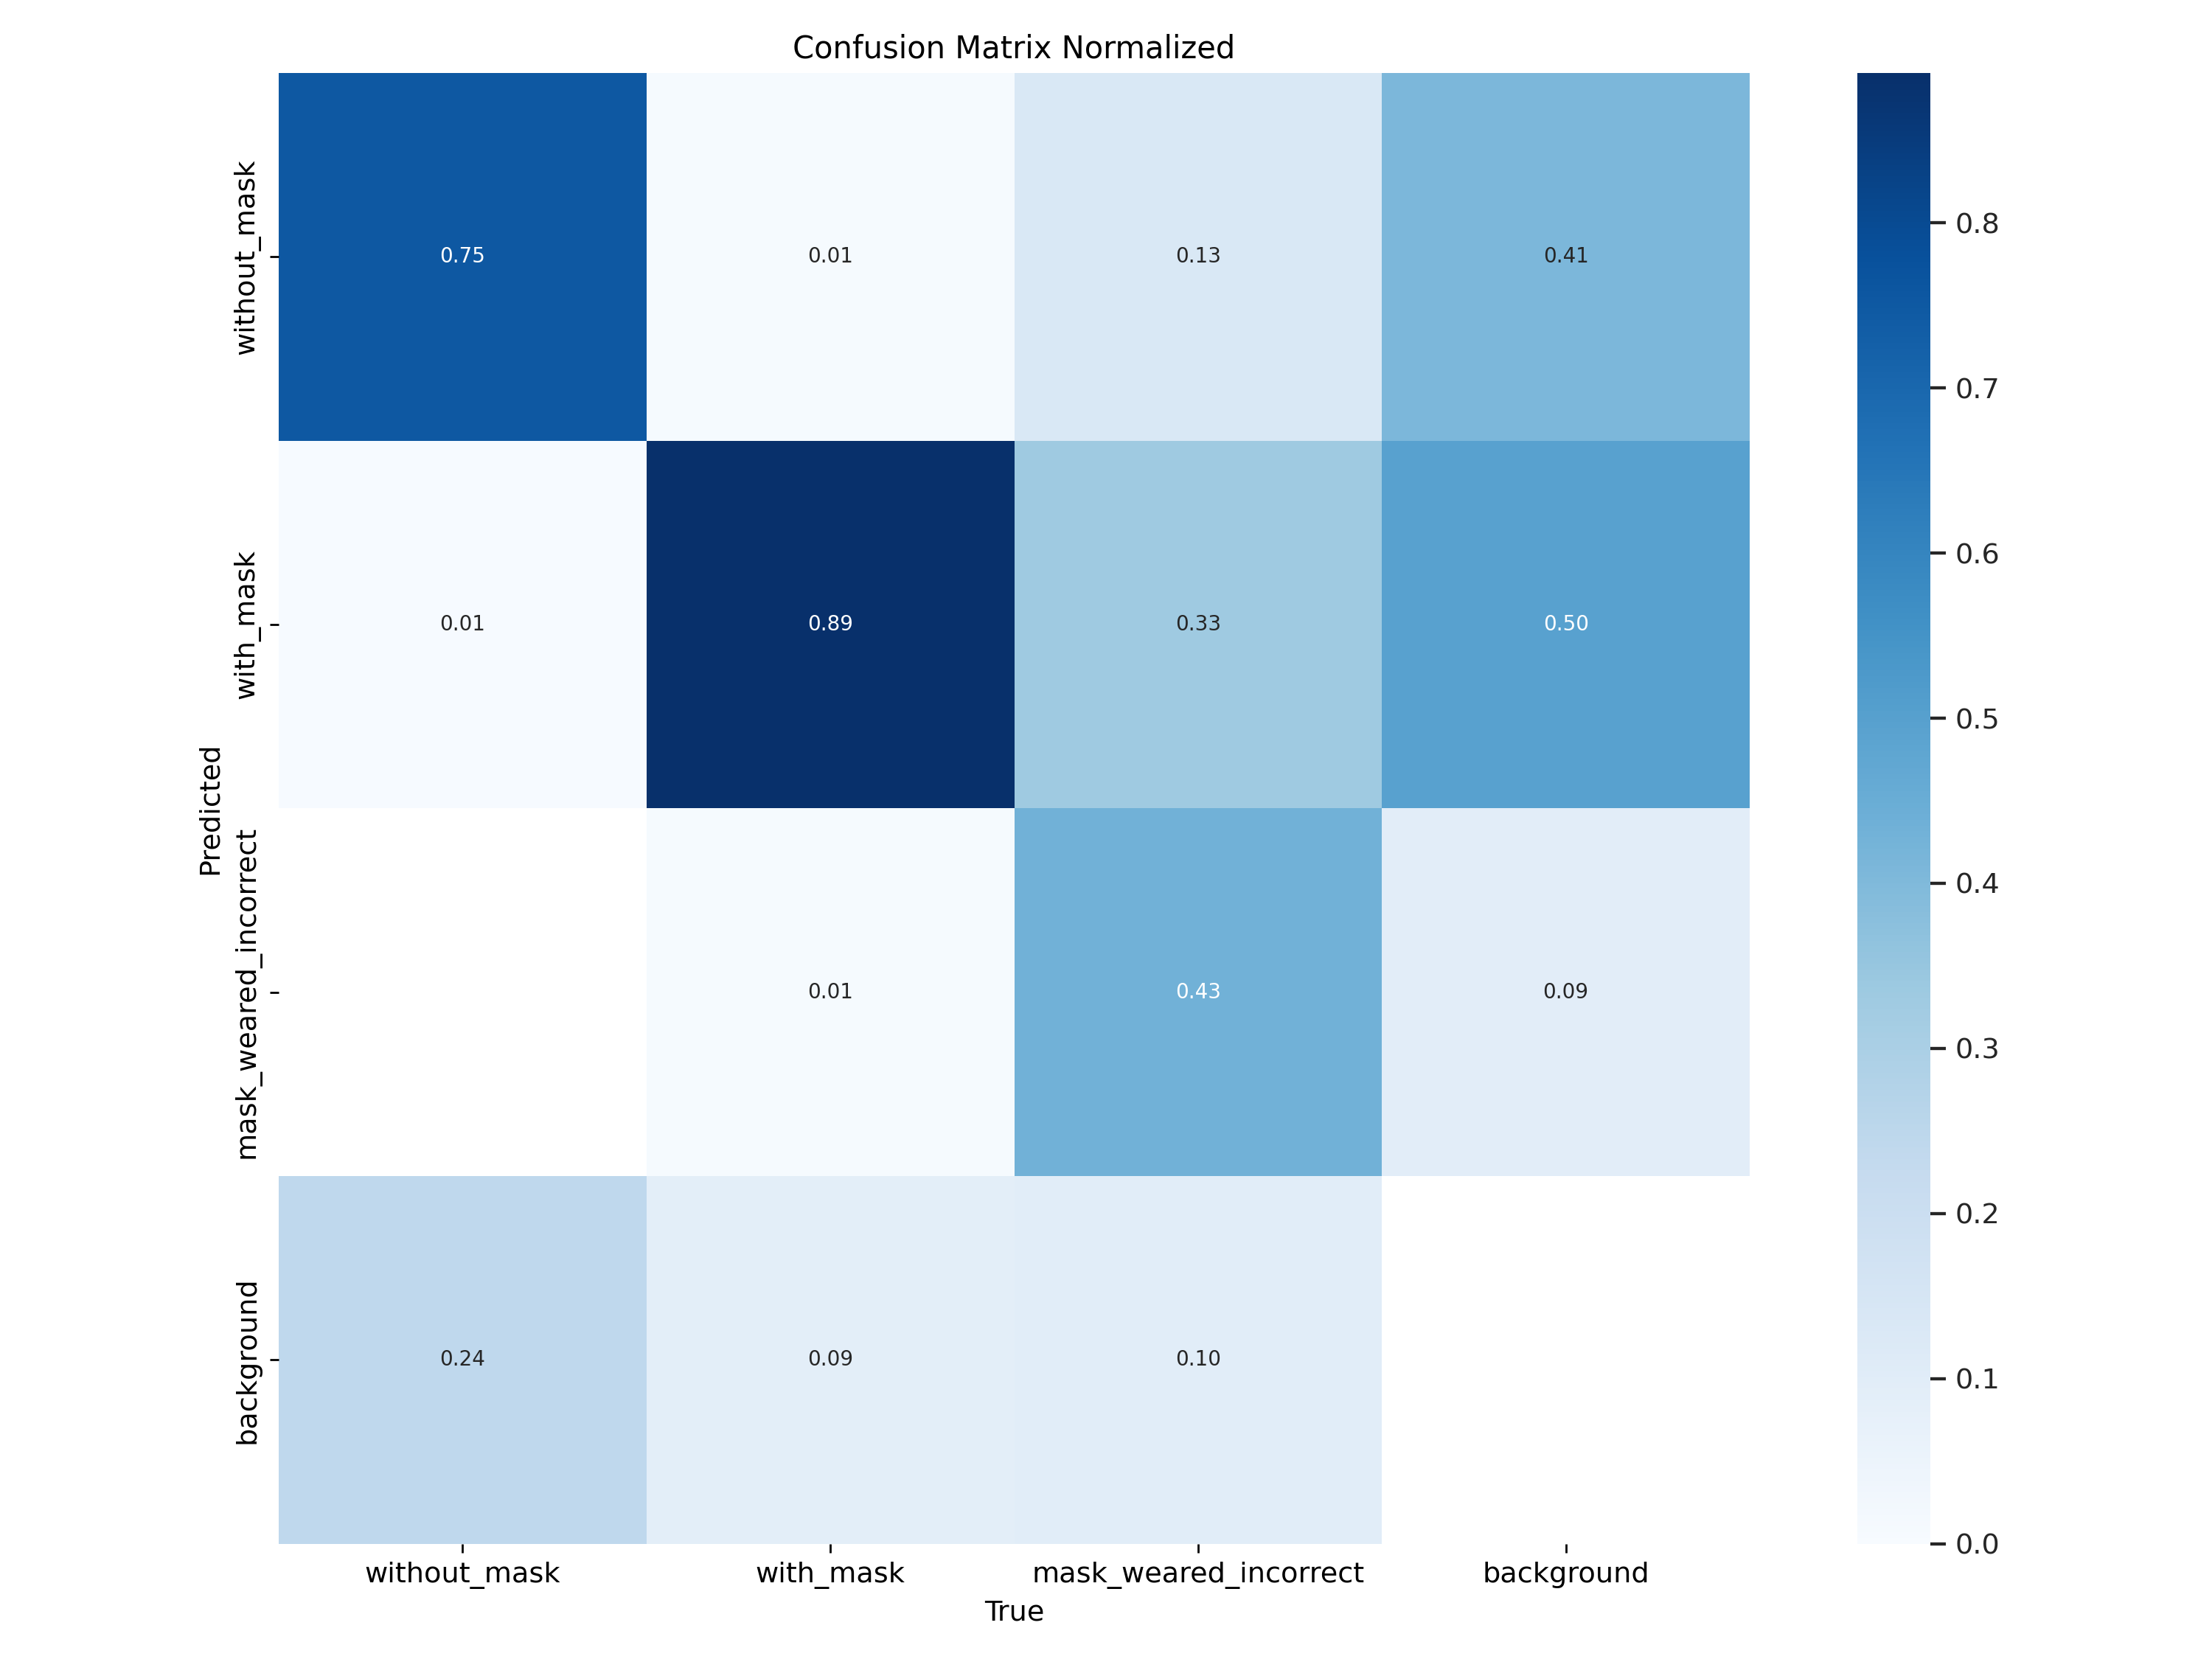 Confusion Matrix Normalized
Predicted
without_mask
0.75
0.01
0.13
0.41
with_mask
0.01
0.89
0.33
0.50
mask_weared_incorrect
0.01
0.43
0.09
background
0.24
0.09
0.10
without_mask
with_mask
mask_weared_incorrect
background
True
0.8
0.7
0.6
0.5
0.4
0.3
0.2
0.1
0.0